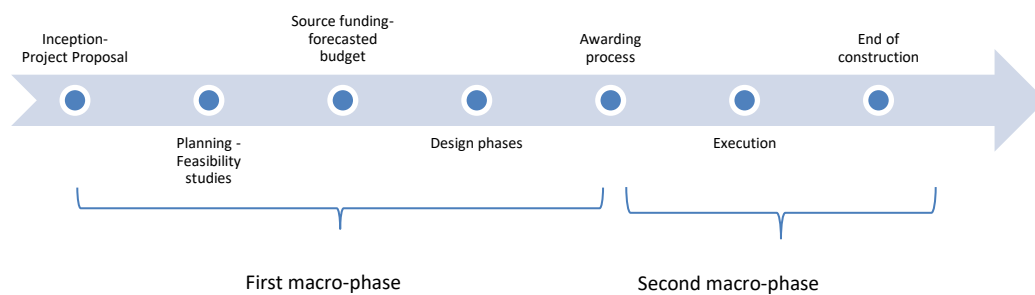 Inception-
Project Proposal
Planning -
Feasibility
studies
Source funding-
forecasted
budget
Design phases
Awarding
process
Execution
End of
construction
First macro-phase
Second macro-phase